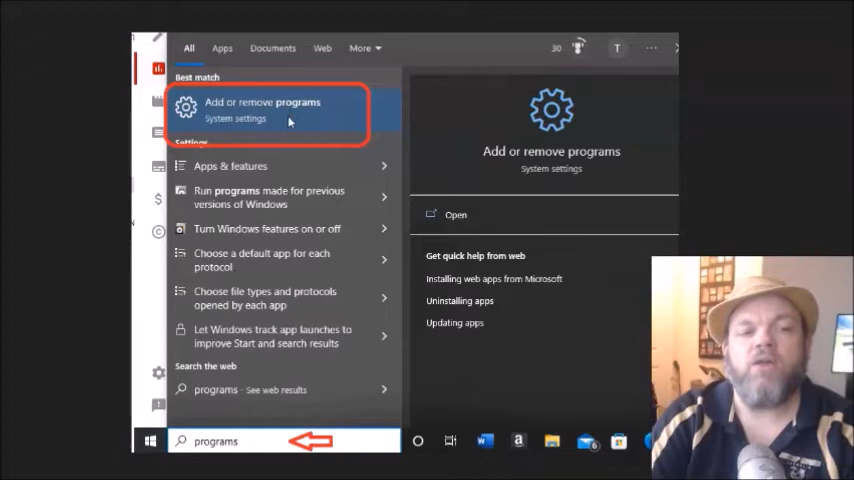 All Apps Documents Web More 30 T ...
Best match
Add or remove programs
System settings
Settings
Apps & features
Run programs made for previous
versions of Windows
Turn Windows features on or off
Choose a default app for each
protocol
Choose file types and protocols
opened by each app
Let Windows track app launches to
improve Start and search results
Search the web
programs - See web results
programs
Add or remove programs
System settings
Open
Get quick help from web
Installing web apps from Microsoft
Uninstalling apps
Updating apps
6